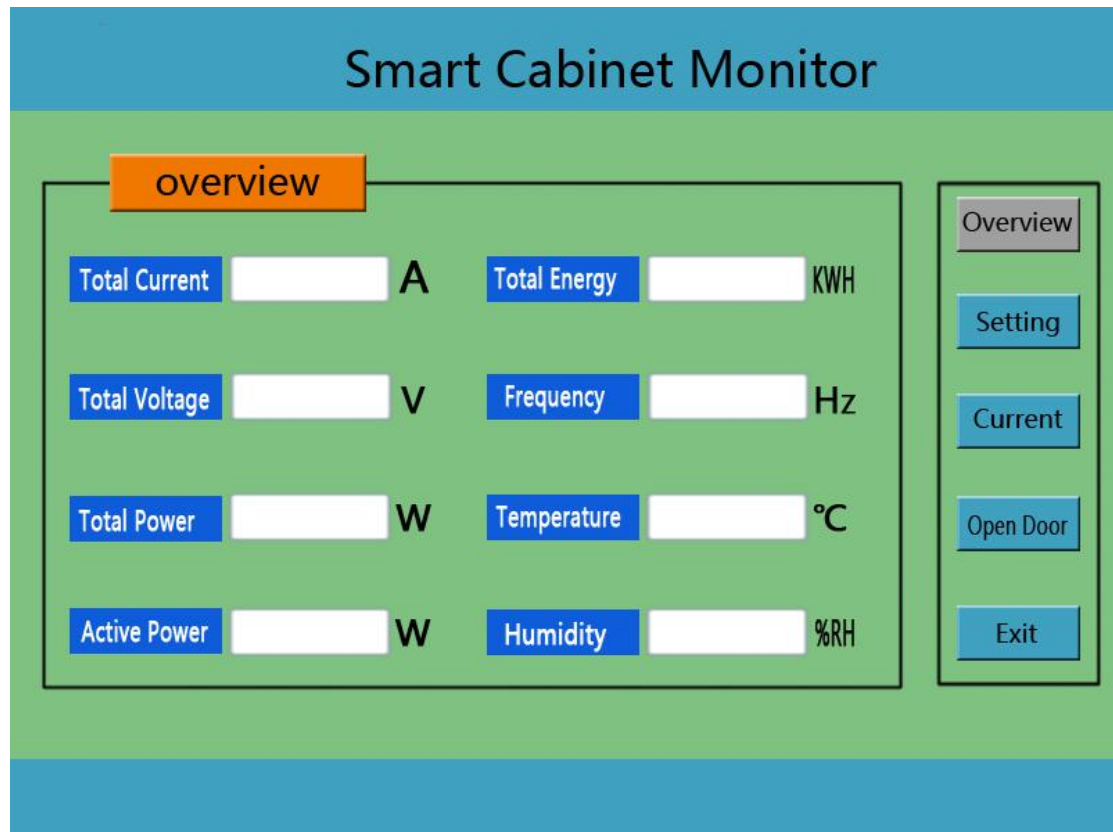 Smart Cabinet Monitor
overview
Total Current A Total Energy KWH
Total Voltage V Frequency Hz
Total Power W Temperature ℃
Active Power W Humidity %RH
Overview
Setting
Current
Open Door
Exit